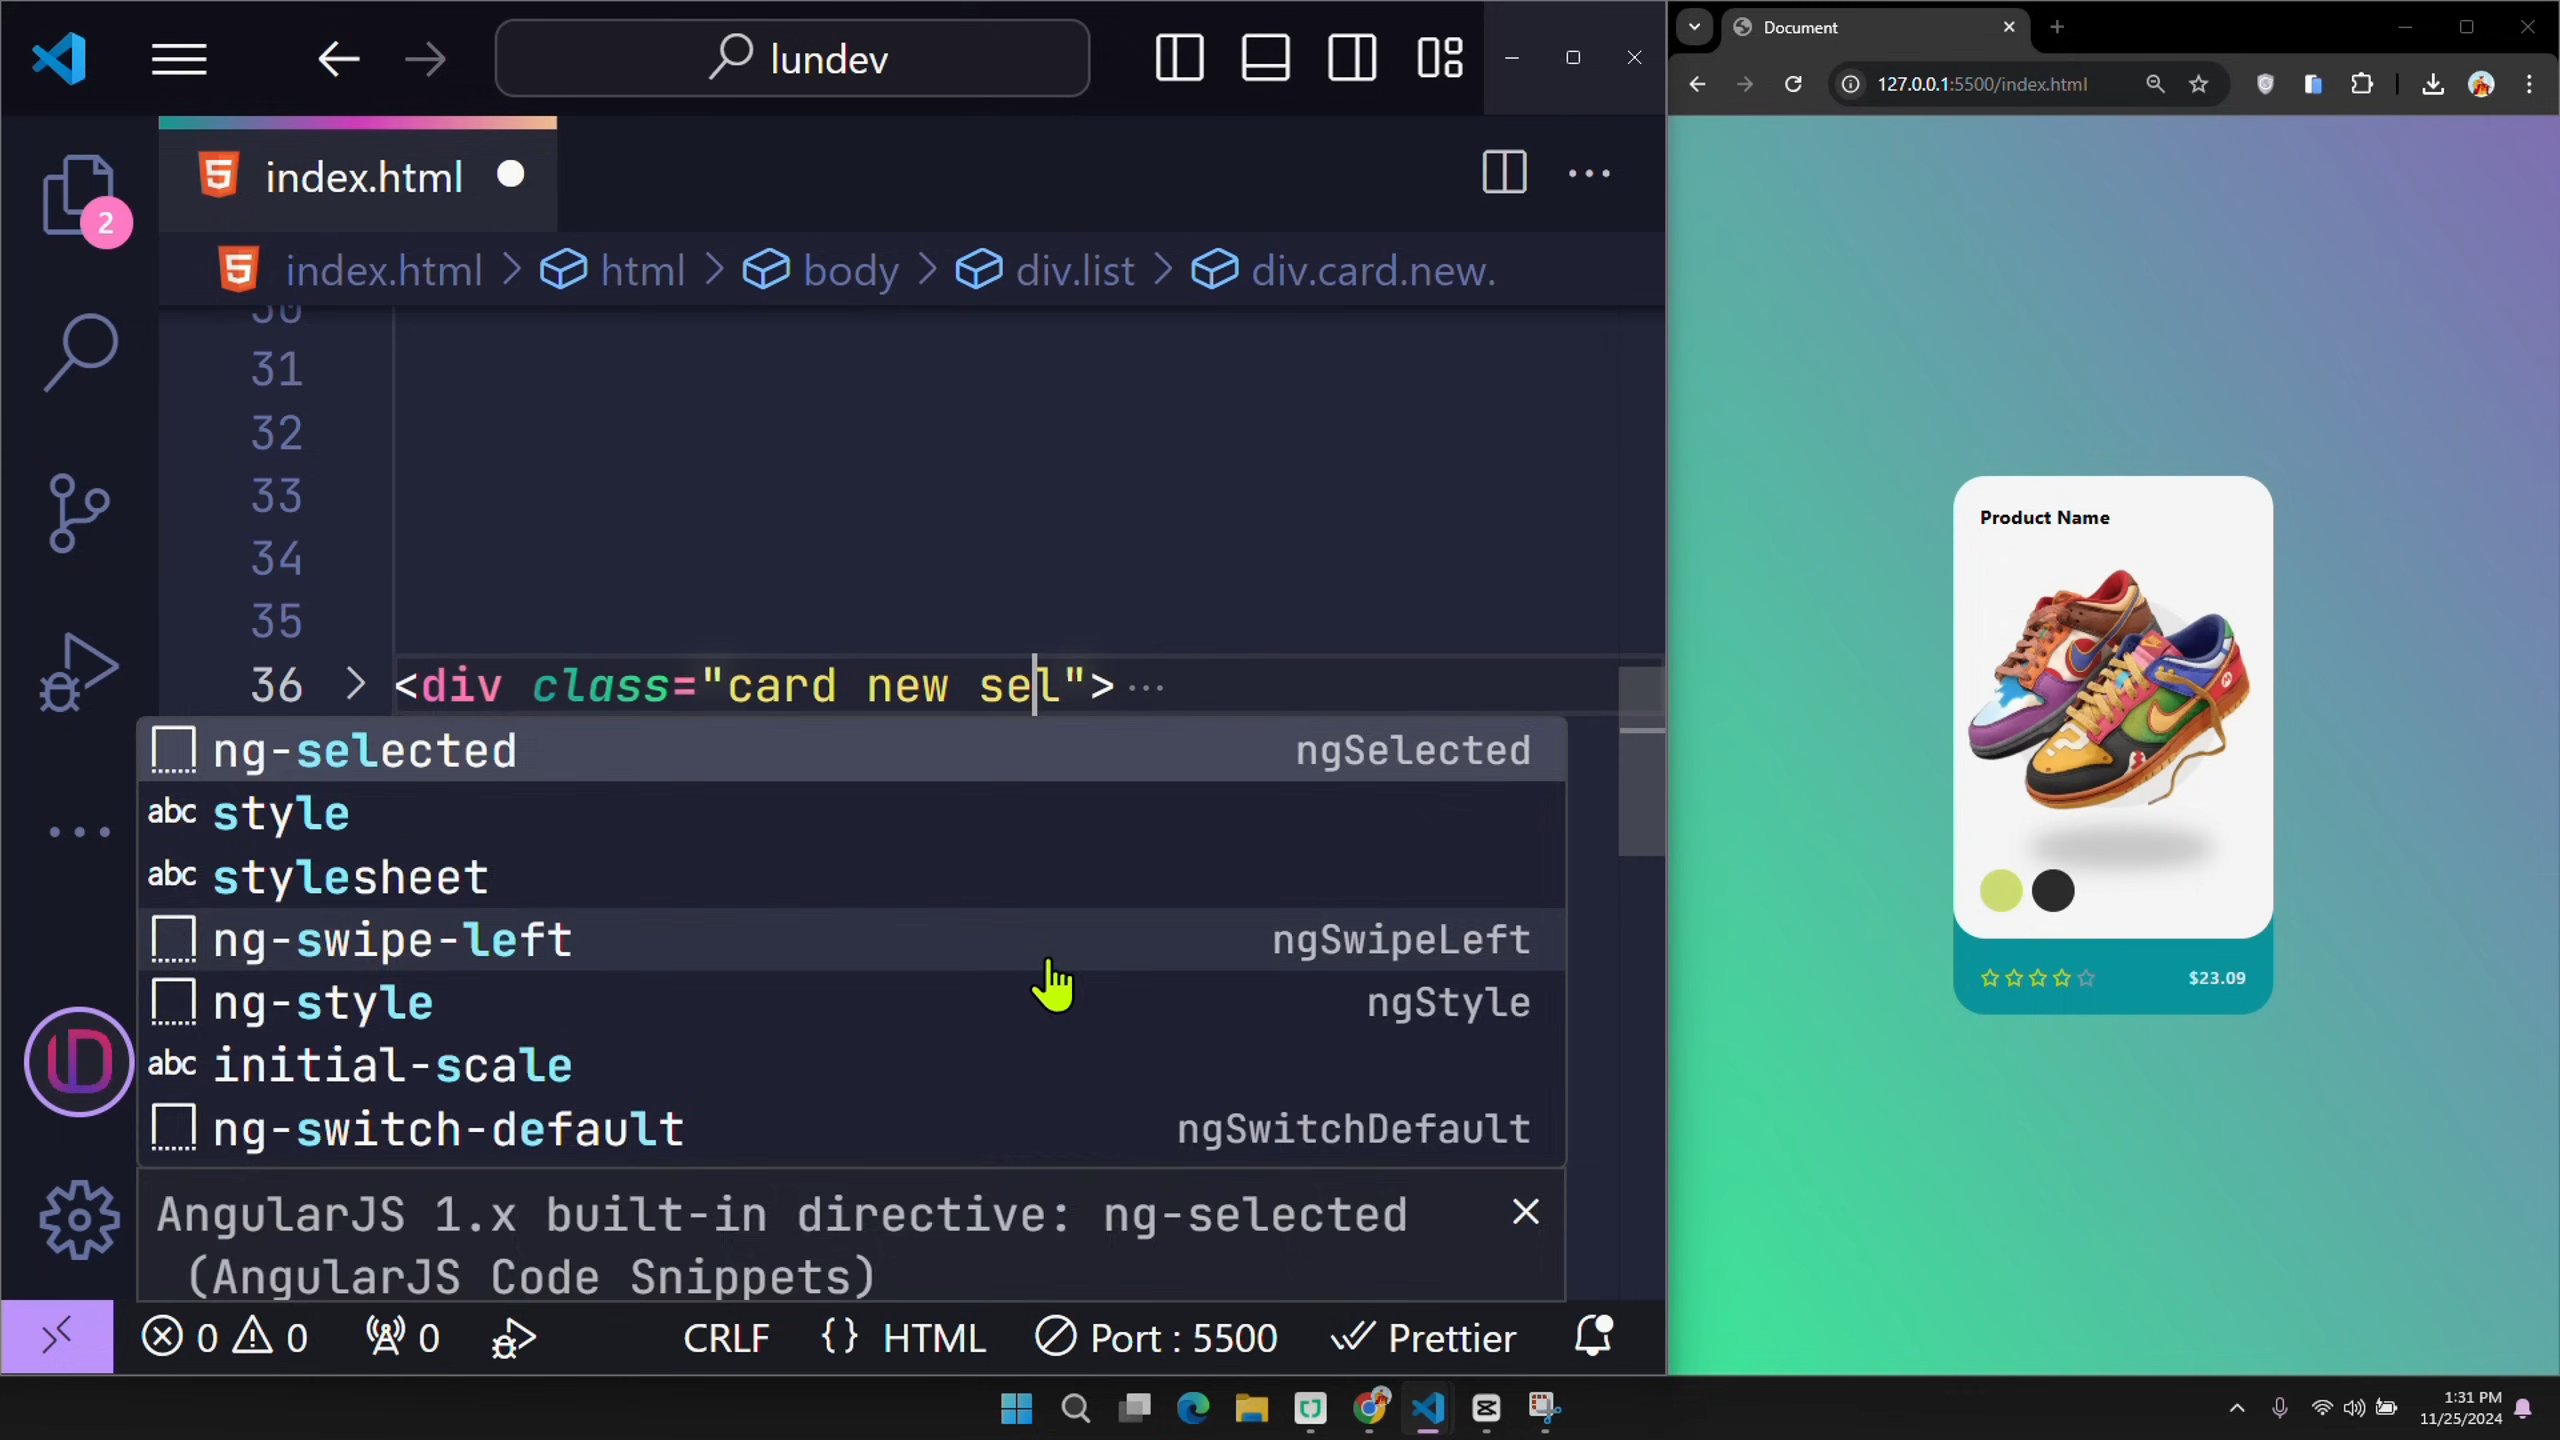 lundev
index.html
2
index.html > html > body > div.list > div.card.new.
30
31
32
33
34
35
36 > <div class="card new sel"> ···
ng-selected ngSelected
abc style
abc stylesheet
ng-swipe-left ngSwipeLeft
ng-style ngStyle
abc initial-scale
ng-switch-default ngSwitchDefault
AngularJS 1.x built-in directive: ng-selected
(AngularJS Code Snippets)
0 0 0 CRLF {} HTML Port : 5500 Prettier
Document
127.0.0.1:5500/index.html
Product Name
$23.09
1:31 PM
11/25/2024